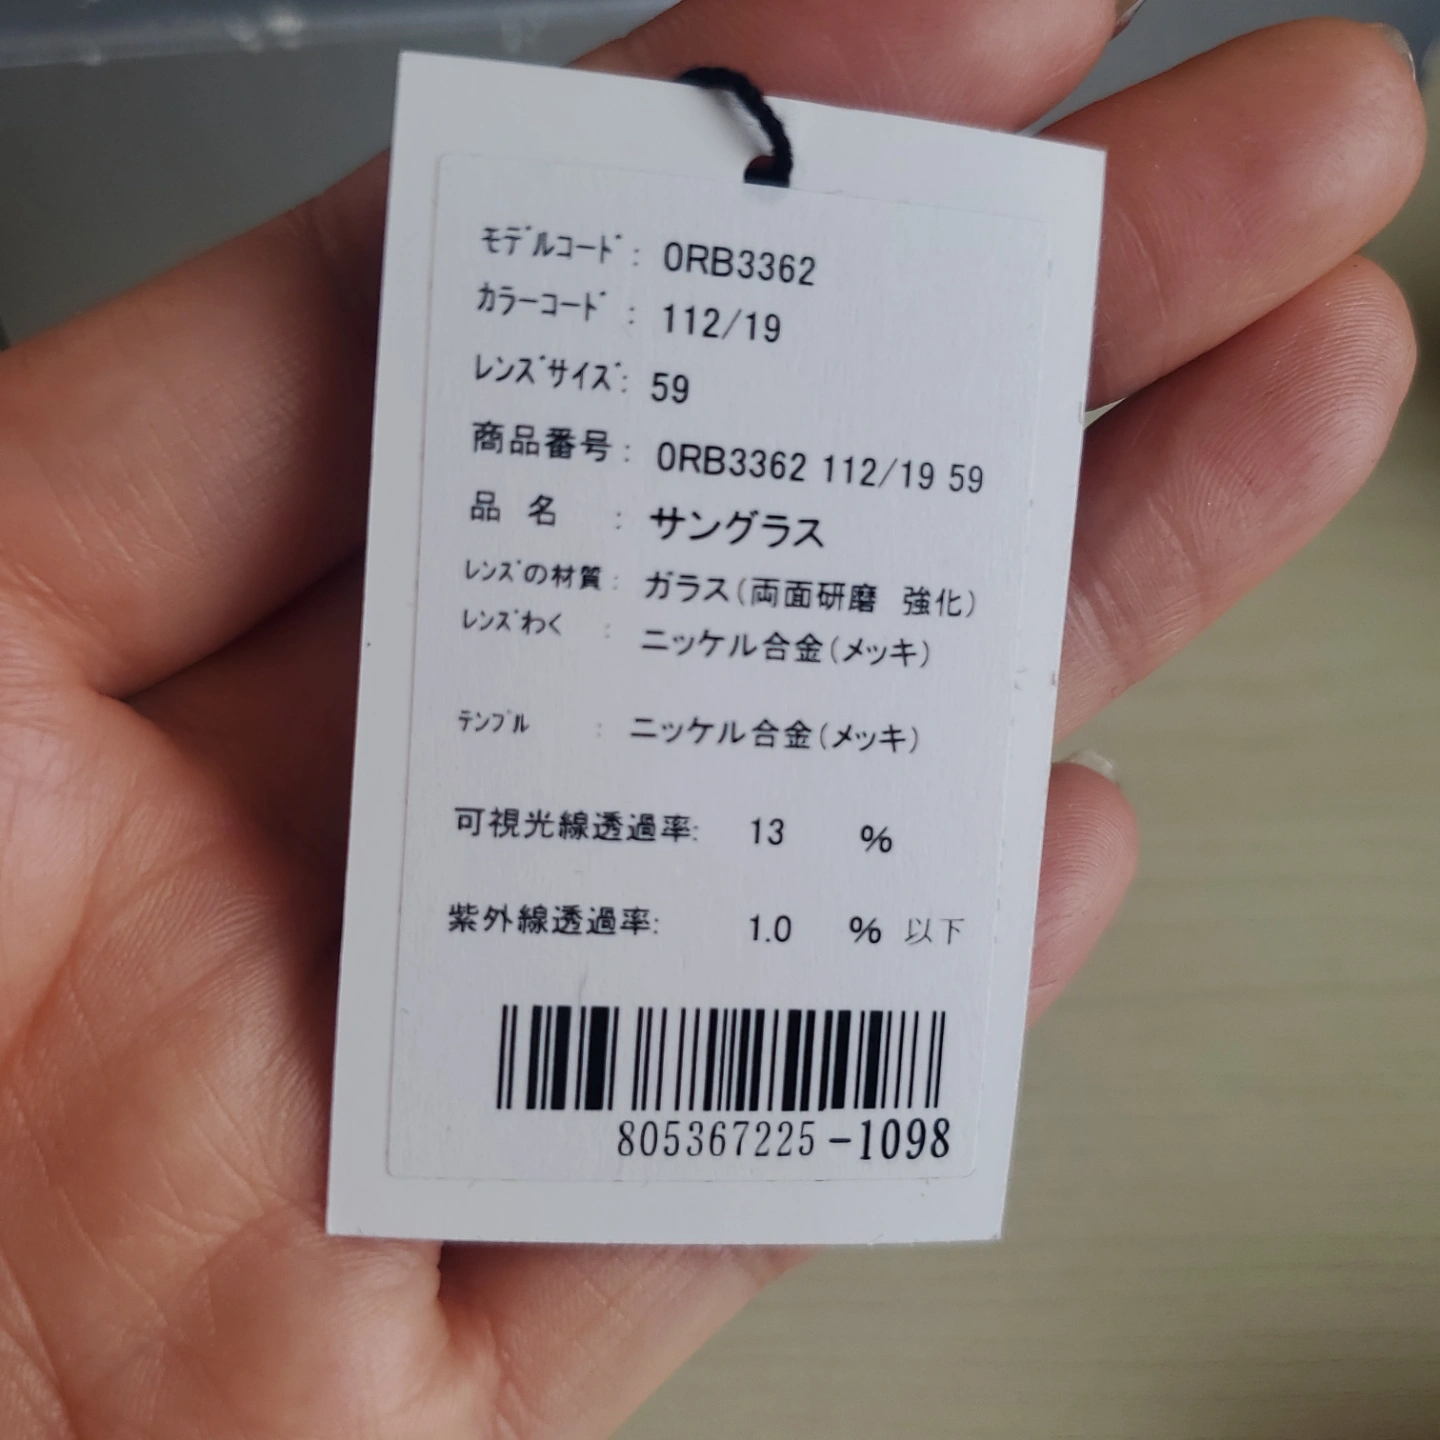 ﾓﾃﾞﾙｺｰﾄﾞ: 0RB3362
ｶﾗｰｺｰﾄﾞ : 112/19
ﾚﾝｽﾞｻｲｽﾞ: 59
商品番号: 0RB3362 112/19 59
品 名 : サングラス
ﾚﾝｽﾞの材質: ガラス(両面研磨 強化)
ﾚﾝｽﾞわく : ニッケル合金(メッキ)
ﾃﾝﾌﾟﾙ : ニッケル合金(メッキ)
可視光線透過率: 13 %
紫外線透過率: 1.0 % 以下
805367225-1098